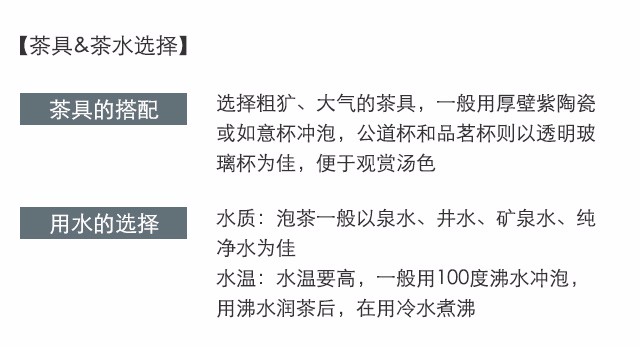 【茶具&茶水选择】
茶具的搭配
选择粗犷、大气的茶具，一般用厚壁紫陶瓷
或如意杯冲泡，公道杯和品茗杯则以透明玻
璃杯为佳，便于观赏汤色
用水的选择
水质：泡茶一般以泉水、井水、矿泉水、纯
净水为佳
水温：水温要高，一般用100度沸水冲泡，
用沸水润茶后，在用冷水煮沸